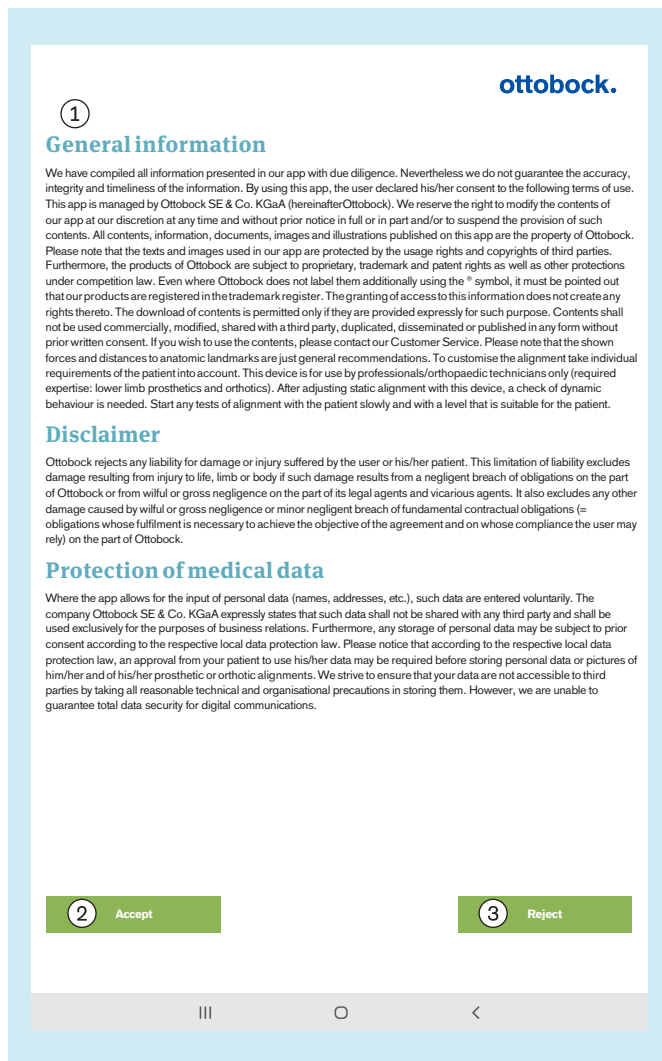 ottobock.
1
General information
We have compiled all information presented in our app with due diligence. Nevertheless we do not guarantee the accuracy,
integrity and timeliness of the information. By using this app, the user declared his/her consent to the following terms of use.
This app is managed by Ottobock SE & Co. KGaA (hereinafterOttobock). We reserve the right to modify the contents of
our app at our discretion at any time and without prior notice in full or in part and/or to suspend the provision of such
contents. All contents, information, documents, images and illustrations published on this app are the property of Ottobock.
Please note that the texts and images used in our app are protected by the usage rights and copyrights of third parties.
Furthermore, the products of Ottobock are subject to proprietary, trademark and patent rights as well as other protections
under competition law. Even where Ottobock does not label them additionally using the ® symbol, it must be pointed out
that our products are registered in the trademark register. The granting of access to this information does not create any
rights thereto. The download of contents is permitted only if they are provided expressly for such purpose. Contents shall
not be used commercially, modified, shared with a third party, duplicated, disseminated or published in any form without
prior written consent. If you wish to use the contents, please contact our Customer Service. Please note that the shown
forces and distances to anatomic landmarks are just general recommendations. To customise the alignment take individual
requirements of the patient into account. This device is for use by professionals/orthopaedic technicians only (required
expertise: lower limb prosthetics and orthotics). After adjusting static alignment with this device, a check of dynamic
behaviour is needed. Start any tests of alignment with the patient slowly and with a level that is suitable for the patient.
Disclaimer
Ottobock rejects any liability for damage or injury suffered by the user or his/her patient. This limitation of liability excludes
damage resulting from injury to life, limb or body if such damage results from a negligent breach of obligations on the part
of Ottobock or from wilful or gross negligence on the part of its legal agents and vicarious agents. It also excludes any other
damage caused by wilful or gross negligence or minor negligent breach of fundamental contractual obligations (=
obligations whose fulfilment is necessary to achieve the objective of the agreement and on whose compliance the user may
rely) on the part of Ottobock.
Protection of medical data
Where the app allows for the input of personal data (names, addresses, etc.), such data are entered voluntarily. The
company Ottobock SE & Co. KGaA expressly states that such data shall not be shared with any third party and shall be
used exclusively for the purposes of business relations. Furthermore, any storage of personal data may be subject to prior
consent according to the respective local data protection law. Please notice that according to the respective local data
protection law, an approval from your patient to use his/her data may be required before storing personal data or pictures of
him/her and of his/her prosthetic or orthotic alignments. We strive to ensure that your data are not accessible to third
parties by taking all reasonable technical and organisational precautions in storing them. However, we are unable to
guarantee total data security for digital communications.
2 Accept
3 Reject